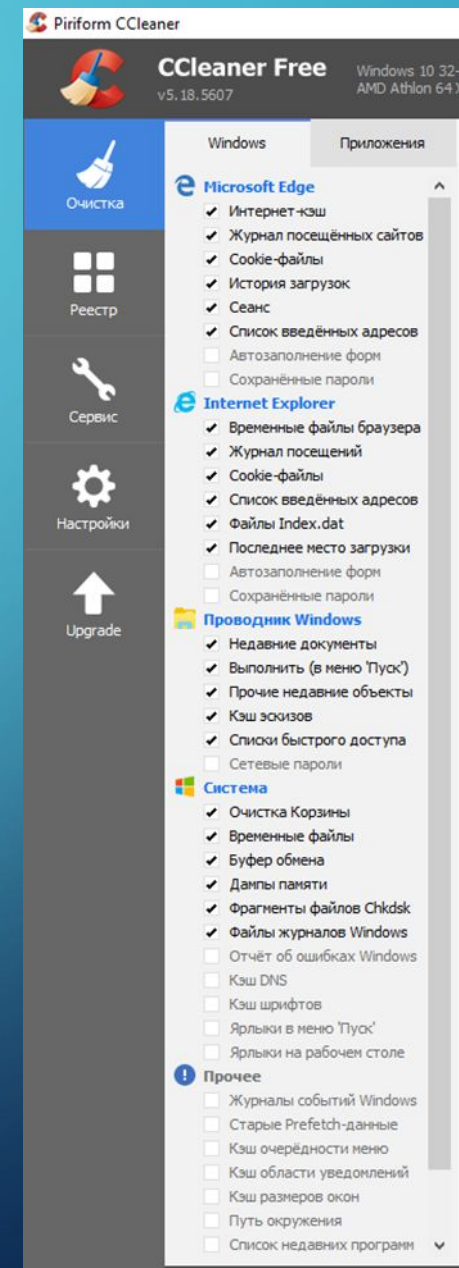 Piriform CCleaner
CCleaner Free
v5.18.5607
Windows 10 32-
AMD Athlon 64 X
Очистка
Реестр
Сервис
Настройки
Upgrade
Windows
Приложения
Microsoft Edge
Интернет-кэш
Журнал посещённых сайтов
Cookie-файлы
История загрузок
Сеанс
Список введённых адресов
Автозаполнение форм
Сохранённые пароли
Internet Explorer
Временные файлы браузера
Журнал посещений
Cookie-файлы
Список введённых адресов
Файлы Index.dat
Последнее место загрузки
Автозаполнение форм
Сохранённые пароли
Проводник Windows
Недавние документы
Выполнить (в меню 'Пуск')
Прочие недавние объекты
Кэш эскизов
Списки быстрого доступа
Сетевые пароли
Система
Очистка Корзины
Временные файлы
Буфер обмена
Дампы памяти
Фрагменты файлов Chkdsk
Файлы журналов Windows
Отчёт об ошибках Windows
Кэш DNS
Кэш шрифтов
Ярлыки в меню 'Пуск'
Ярлыки на рабочем столе
Прочее
Журналы событий Windows
Старые Prefetch-данные
Кэш очерёдности меню
Кэш области уведомлений
Кэш размеров окон
Путь окружения
Список недавних программ